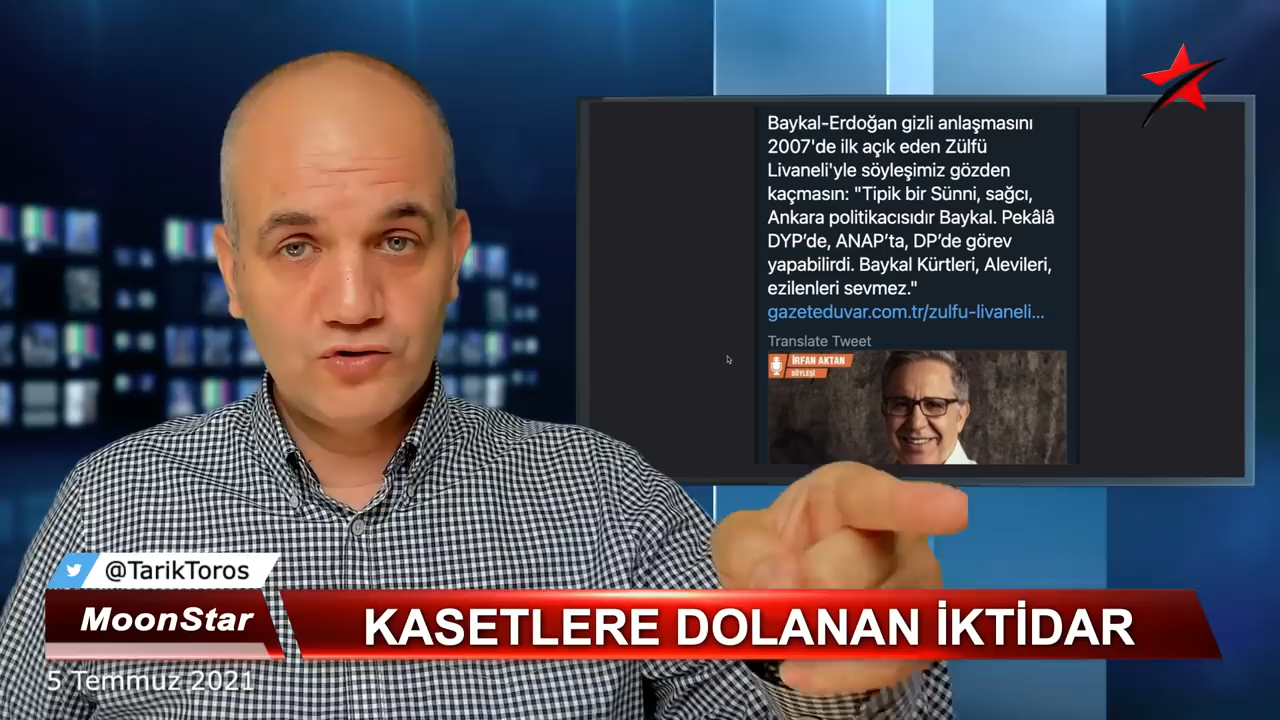 Baykal-Erdoğan gizli anlaşmasını
2007'de ilk açık eden Zülfü
Livaneli'yle söyleşimiz gözden
kaçmasın: "Tipik bir Sünni, sağcı,
Ankara politikacısıdır Baykal. Pekâlâ
DYP’de, ANAP’ta, DP’de görev
yapabilirdi. Baykal Kürtleri, Alevileri,
ezilenleri sevmez."
gazeteduvar.com.tr/zulfu-livaneli...
Translate Tweet
İRFAN AKTAN
SÖYLEŞİ
@TarikToros
MoonStar
KASETLERE DOLANAN İKTİDAR
5 Temmuz 2021